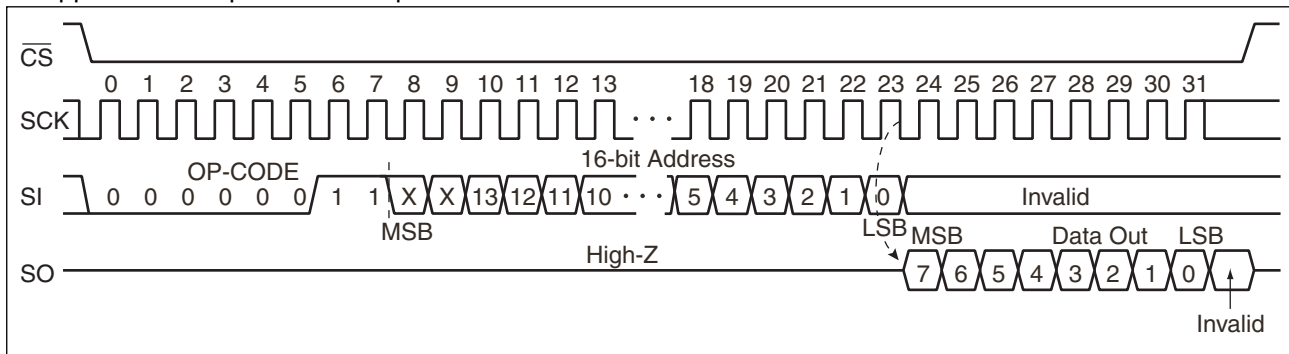 CS
0 1 2 3 4 5 6 7 8 9 10 11 12 13 18 19 20 21 22 23 24 25 26 27 28 29 30 31
SCK
OP-CODE 16-bit Address
SI 0 0 0 0 0 0 1 1 X X 13 12 11 10 5 4 3 2 1 0 Invalid
MSB LSB MSB Data Out LSB
High-Z
SO 7 6 5 4 3 2 1 0
Invalid